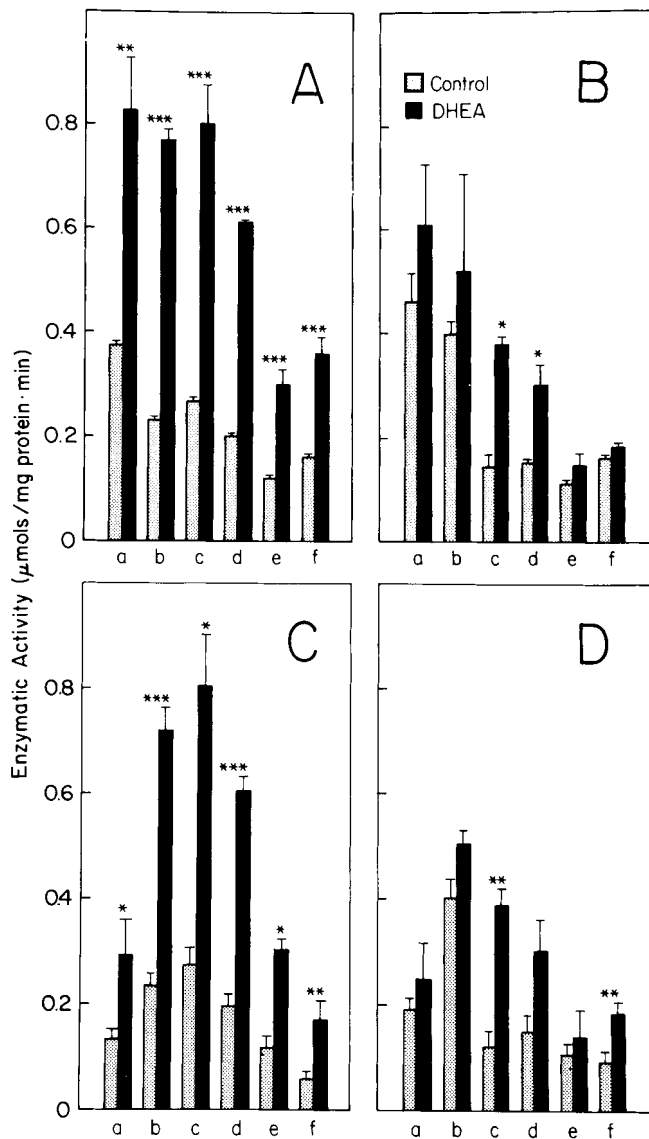 Enzymatic Activity (μmols/mg protein·min)
A
**
***
***
***
***
***
0.8
0.6
0.4
0.2
0
a b c d e f
B
Control
DHEA
*
*
a b c d e f
C
*
***
*
***
*
**
0.8
0.6
0.4
0.2
0
a b c d e f
D
**
**
a b c d e f